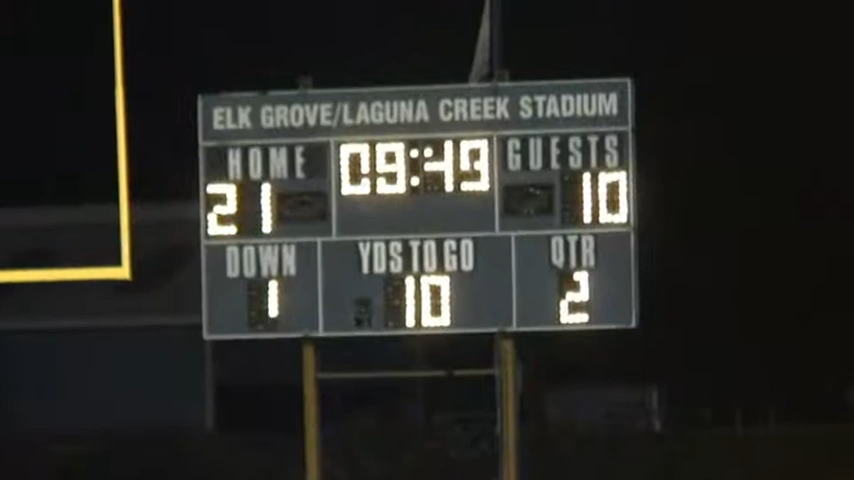 ELK GROVE/LAGUNA CREEK STADIUM
HOME 09:49 GUESTS
21 10
DOWN YDS TO GO QTR
1 10 2